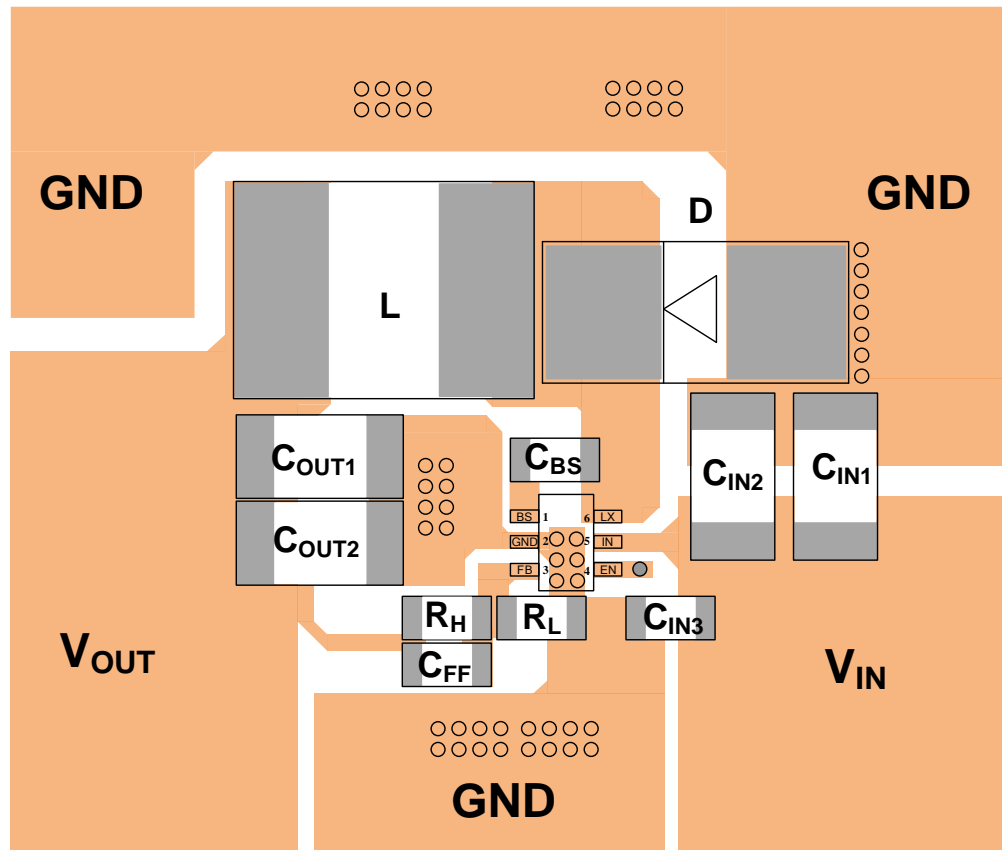 GND
GND
D
L
COUT1
CBS
CIN2
CIN1
BS 1 6 LX
GND 2 5 IN
FB 3 4 EN
COUT2
RH
RL
CIN3
CFF
VOUT
VIN
GND